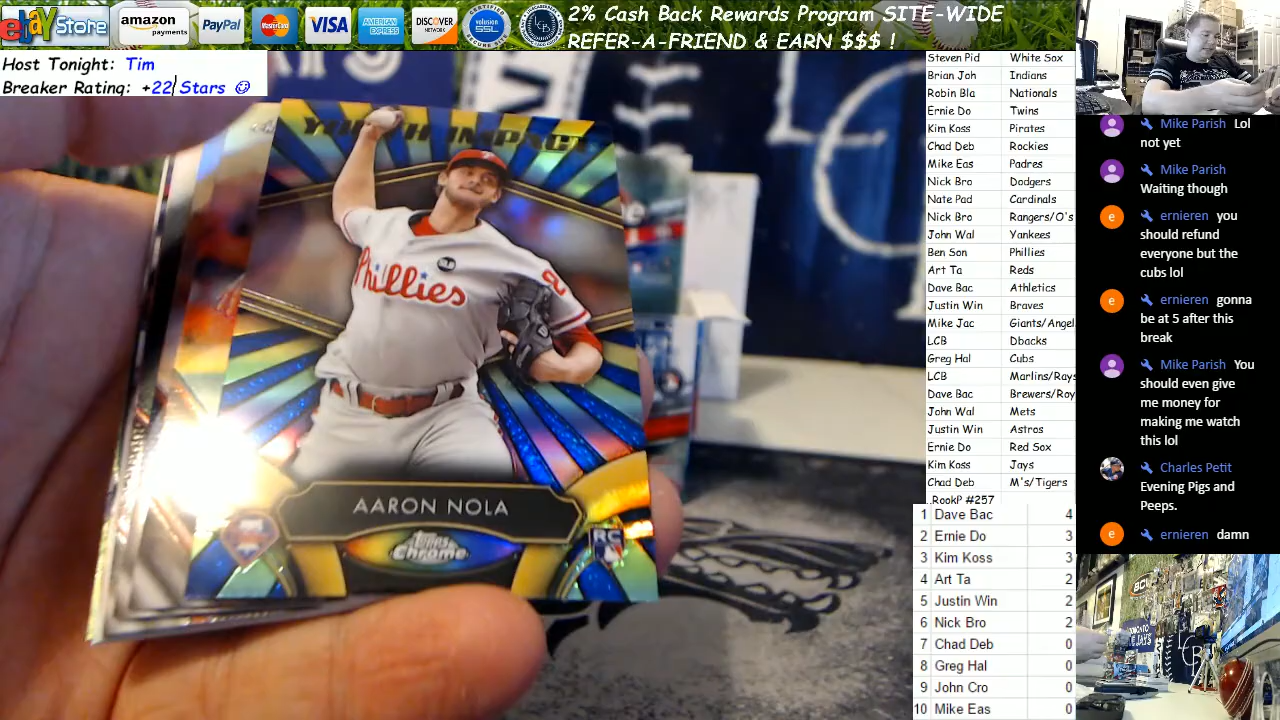 ebay Store
amazon payments
PayPal
MasterCard
VISA
AMERICAN EXPRESS
DISCOVER NETWORK
volusion SSL
LCB
2% Cash Back Rewards Program SITE-WIDE
REFER-A-FRIEND & EARN $$$ !
Host Tonight: Tim
Breaker Rating: +22 Stars
Phillies
AARON NOLA
Topps Chrome
RC
Steven Pid White Sox
Brian Joh Indians
Robin Bla Nationals
Ernie Do Twins
Kim Koss Pirates
Chad Deb Rockies
Mike Eas Padres
Nick Bro Dodgers
Nate Pad Cardinals
Nick Bro Rangers/O's
John Wal Yankees
Ben Son Phillies
Art Ta Reds
Dave Bac Athletics
Justin Win Braves
Mike Jac Giants/Angel
LCB Dbacks
Greg Hal Cubs
LCB Marlins/Rays
Dave Bac Brewers/Roy
John Wal Mets
Justin Win Astros
Ernie Do Red Sox
Kim Koss Jays
Chad Deb M's/Tigers
RookP #257
1 Dave Bac 4
2 Ernie Do 3
3 Kim Koss 3
4 Art Ta 2
5 Justin Win 2
6 Nick Bro 2
7 Chad Deb 0
8 Greg Hal 0
9 John Cro 0
10 Mike Eas 0
Mike Parish Lol
not yet
Mike Parish
Waiting though
e ernieren you
should refund
everyone but the
cubs lol
e ernieren gonna
be at 5 after this
break
Mike Parish You
should even give
me money for
making me watch
this lol
Charles Petit
Evening Pigs and
Peeps.
e ernieren damn